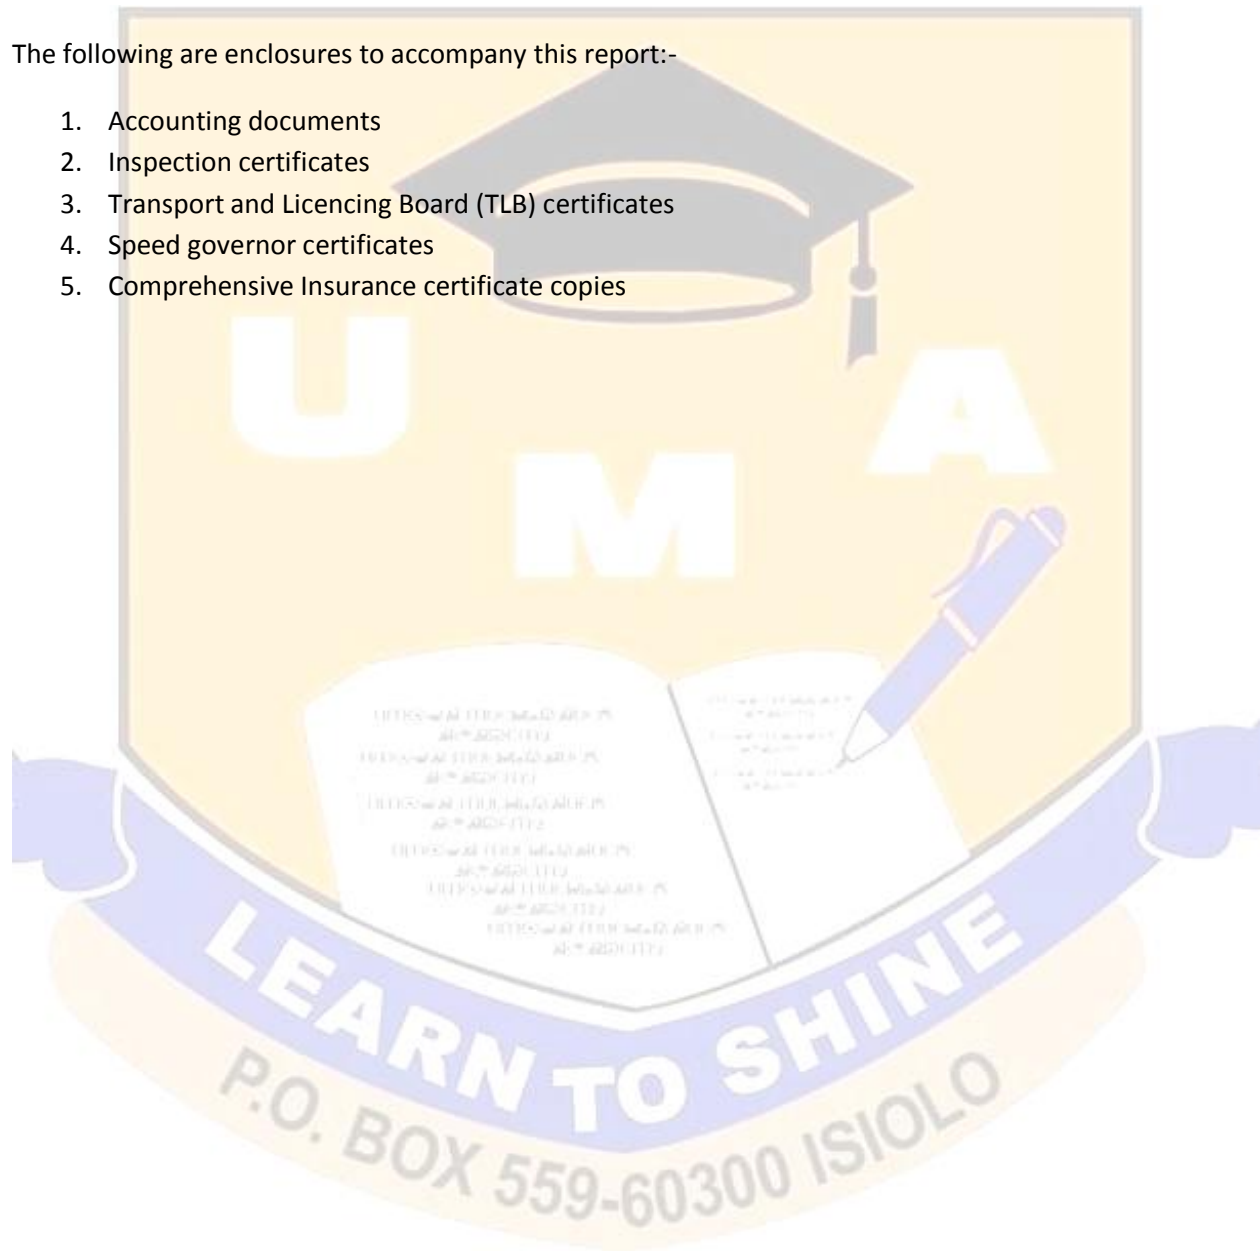 The following are enclosures to accompany this report:-
1. Accounting documents
2. Inspection certificates
3. Transport and Licencing Board (TLB) certificates
4. Speed governor certificates
5. Comprehensive Insurance certificate copies
U M A
LEARN TO SHINE
P.O. BOX 559-60300 ISIOLO